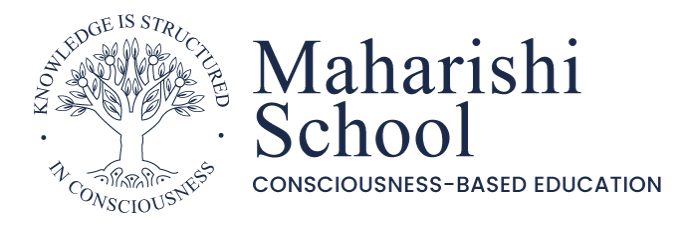 KNOWLEDGE IS STRUCTURED
IN CONSCIOUSNESS
Maharishi
School
CONSCIOUSNESS-BASED EDUCATION